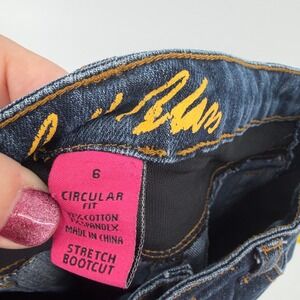 6
CIRCULAR
FIT
COTTON
SPANDEX
MADE IN CHINA
STRETCH
BOOTCUT